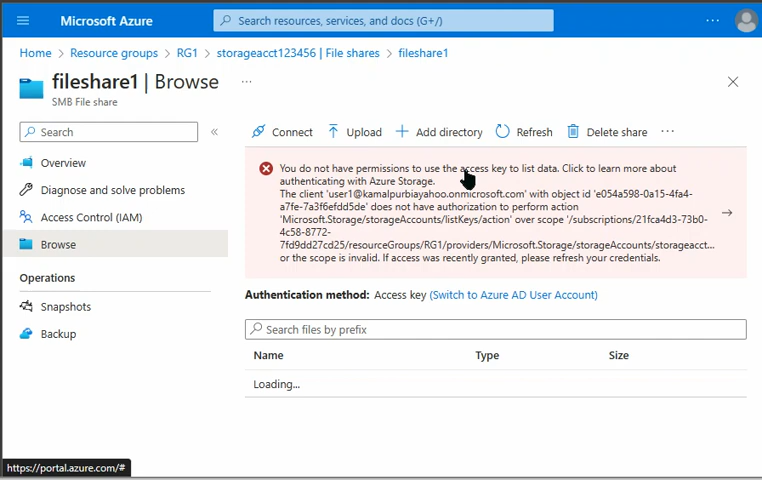 Microsoft Azure
Search resources, services, and docs (G+/)
Home > Resource groups > RG1 > storageacct123456 | File shares > fileshare1
fileshare1 | Browse
SMB File share
Search
Overview
Diagnose and solve problems
Access Control (IAM)
Browse
Operations
Snapshots
Backup
Connect Upload Add directory Refresh Delete share
You do not have permissions to use the access key to list data. Click to learn more about
authenticating with Azure Storage.
The client 'user1@kamalpurbiayahoo.onmicrosoft.com' with object id 'e054a598-0a15-4fa4-
a7fe-7a3f6efdd5de' does not have authorization to perform action
'Microsoft.Storage/storageAccounts/listKeys/action' over scope '/subscriptions/21fca4d3-73b0-
4c58-8772-
7fd9dd27cd25/resourceGroups/RG1/providers/Microsoft.Storage/storageAccounts/storageacct...
or the scope is invalid. If access was recently granted, please refresh your credentials.
Authentication method: Access key (Switch to Azure AD User Account)
Search files by prefix
Name Type Size
Loading...
https://portal.azure.com/#